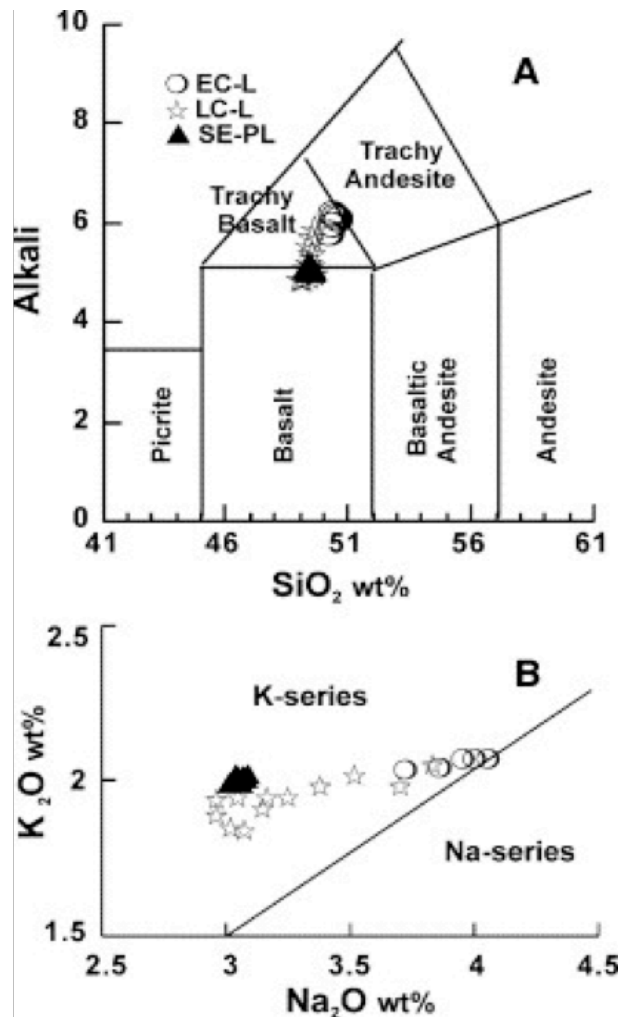 10
A
EC-L
LC-L
SE-PL
8
Trachy
Andesite
Trachy
Basalt
6
Alkali
4
Picrite
Basalt
Basaltic
Andesite
Andesite
2
0
41 46 51 56 61
SiO₂ wt%
2.5
B
K-series
K₂O wt%
2
Na-series
1.5
2.5 3 3.5 4 4.5
Na₂O wt%